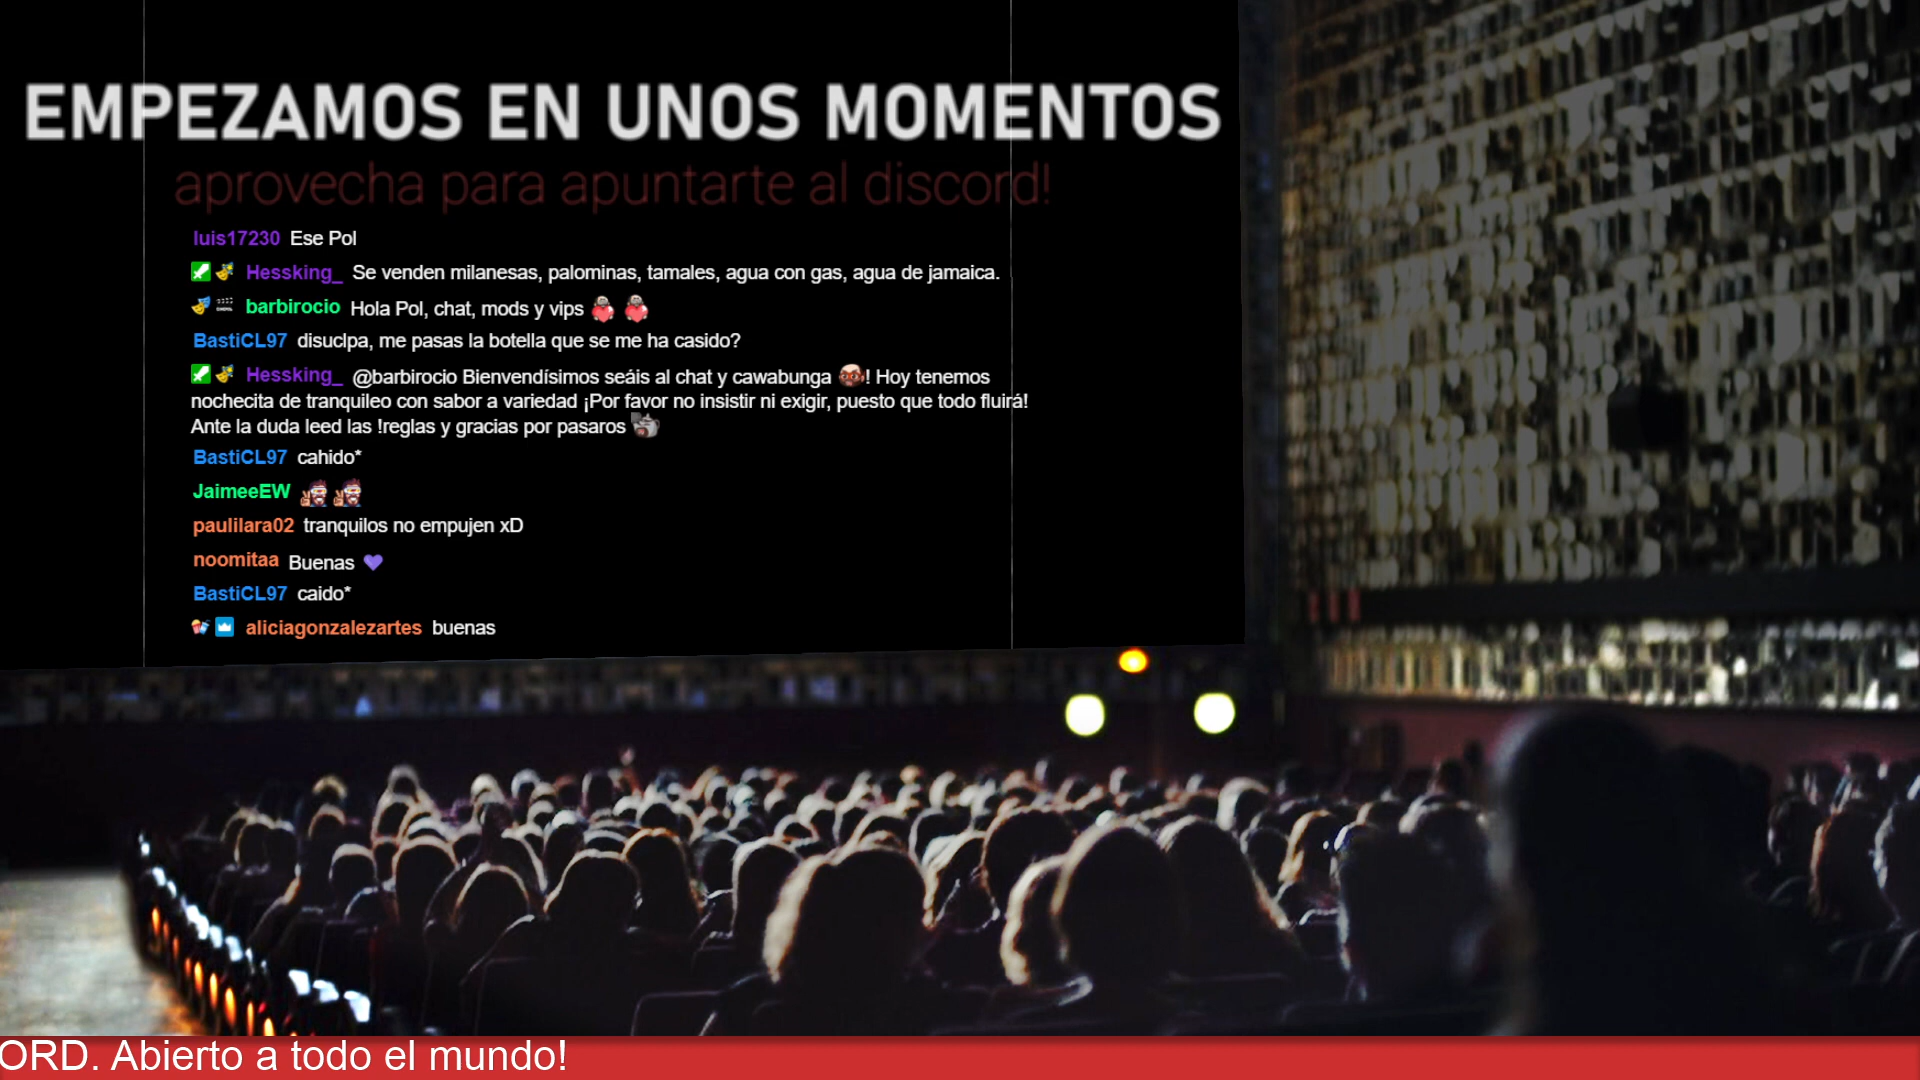 EMPEZAMOS EN UNOS MOMENTOS
aprovecha para apuntarte al discord!
luis17230 Ese Pol
Hessking_ Se venden milanesas, palominas, tamales, agua con gas, agua de jamaica.
barbirocio Hola Pol, chat, mods y vips
BastiCL97 disuclpa, me pasas la botella que se me ha casido?
Hessking_ @barbirocio Bienvendísimos seáis al chat y cawabunga ! Hoy tenemos
nochecita de tranquileo con sabor a variedad ¡Por favor no insistir ni exigir, puesto que todo fluirá!
Ante la duda leed las !reglas y gracias por pasaros
BastiCL97 cahido*
JaimeeEW
paulilara02 tranquilos no empujen xD
noomitaa Buenas
BastiCL97 caido*
aliciagonzalezartes buenas
ORD. Abierto a todo el mundo!